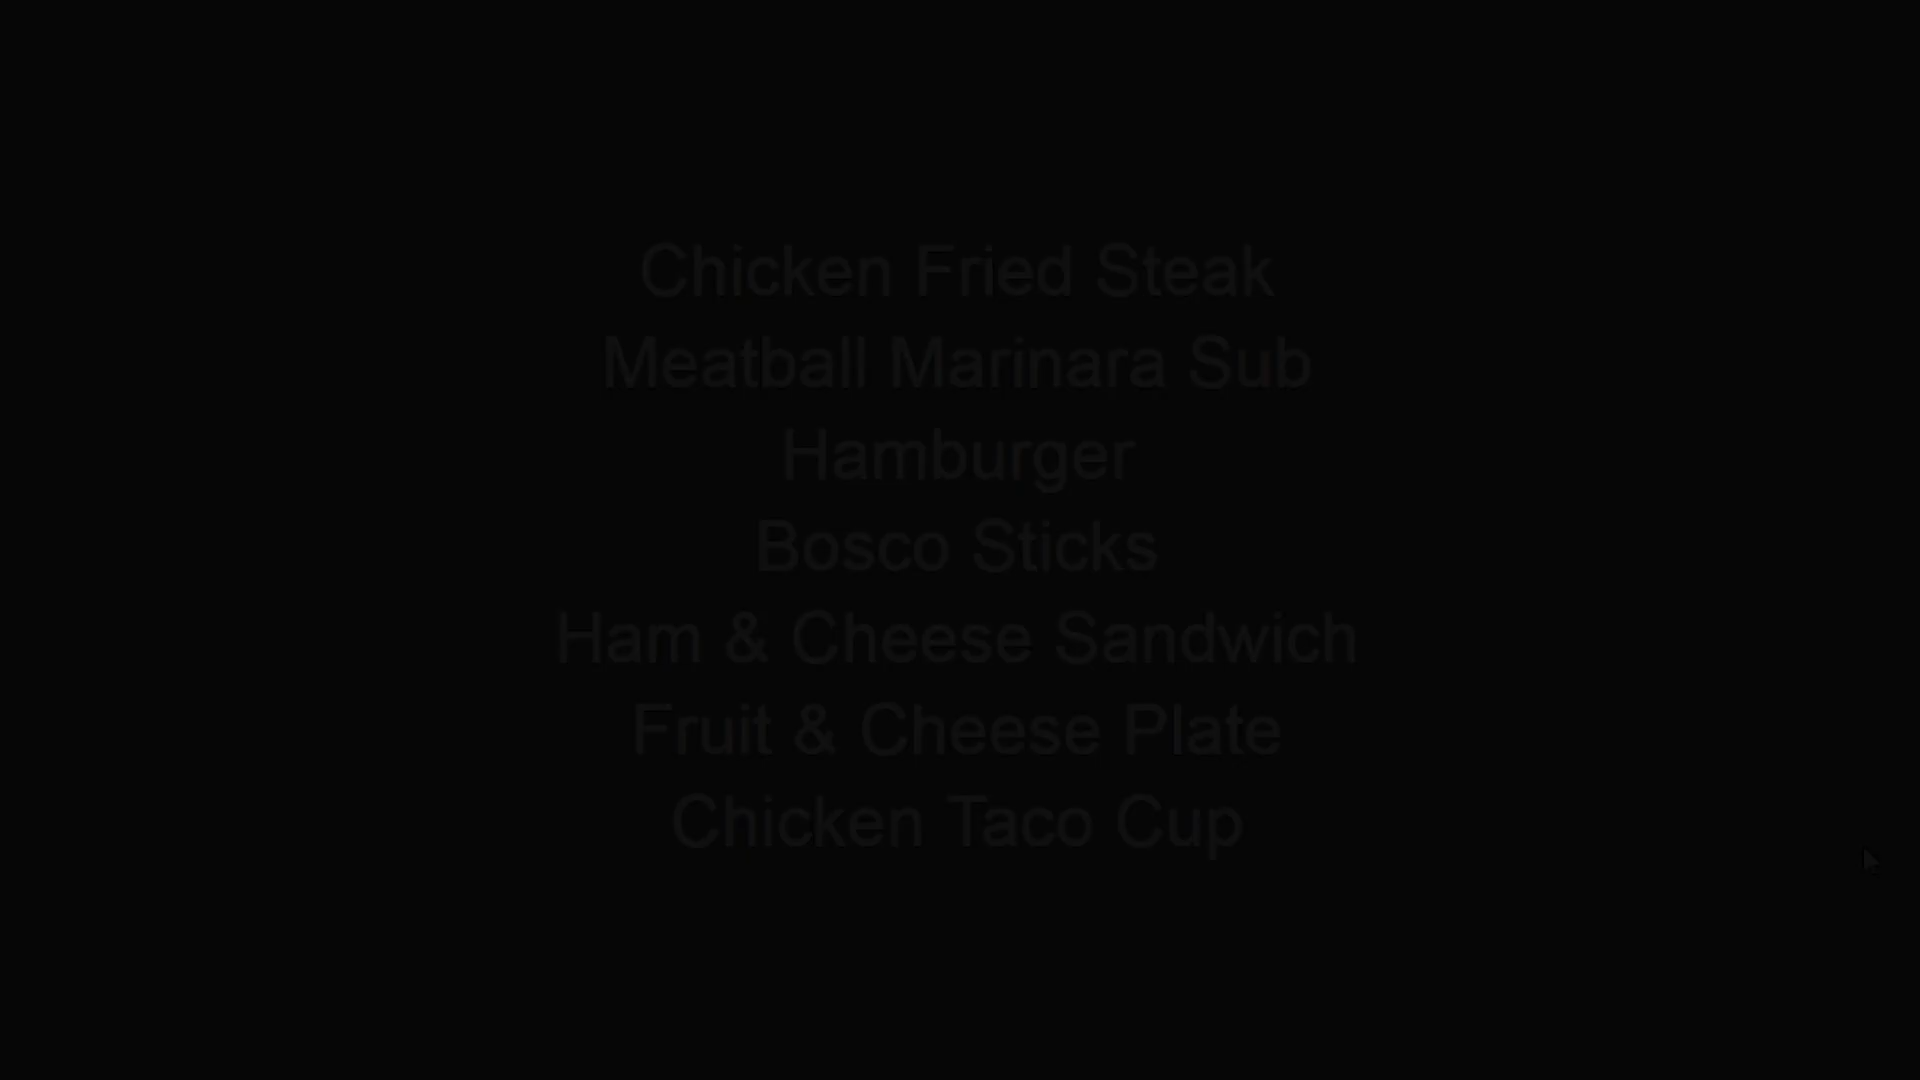 Chicken Fried Steak
Meatball Marinara Sub
Hamburger
Bosco Sticks
Ham & Cheese Sandwich
Fruit & Cheese Plate
Chicken Taco Cup